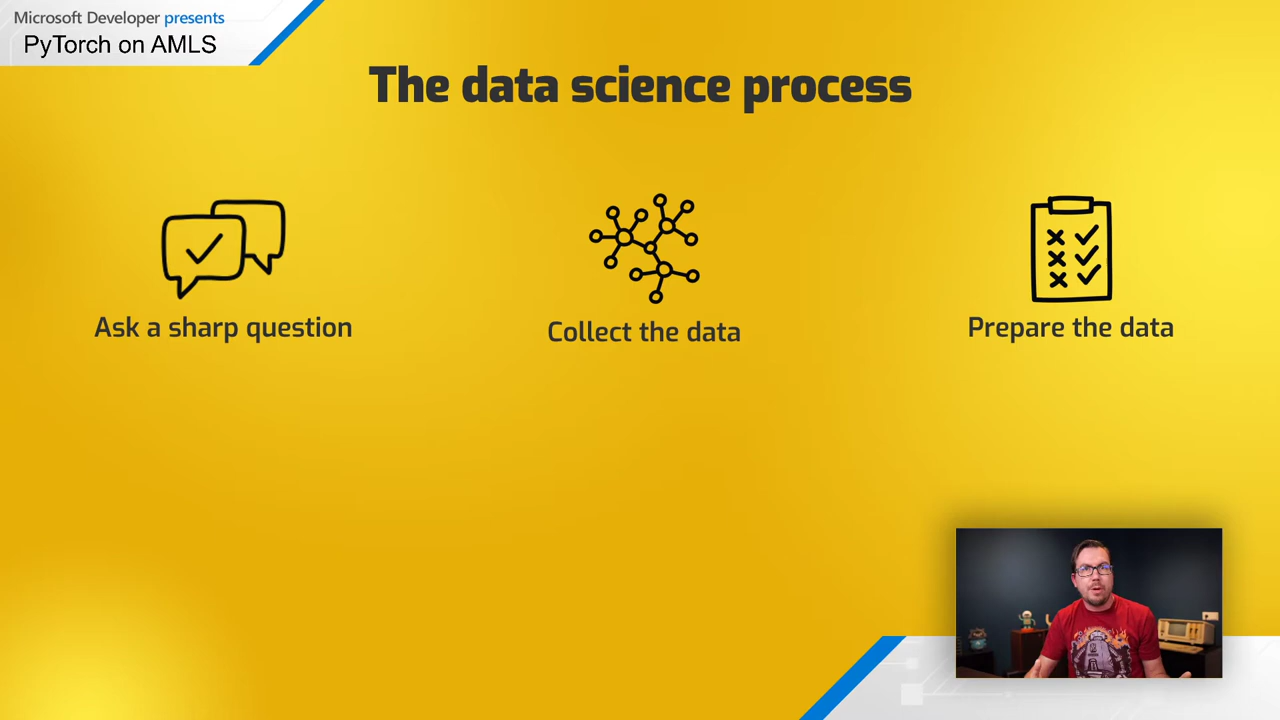 Microsoft Developer presents
PyTorch on AMLS
The data science process
Ask a sharp question
Collect the data
Prepare the data